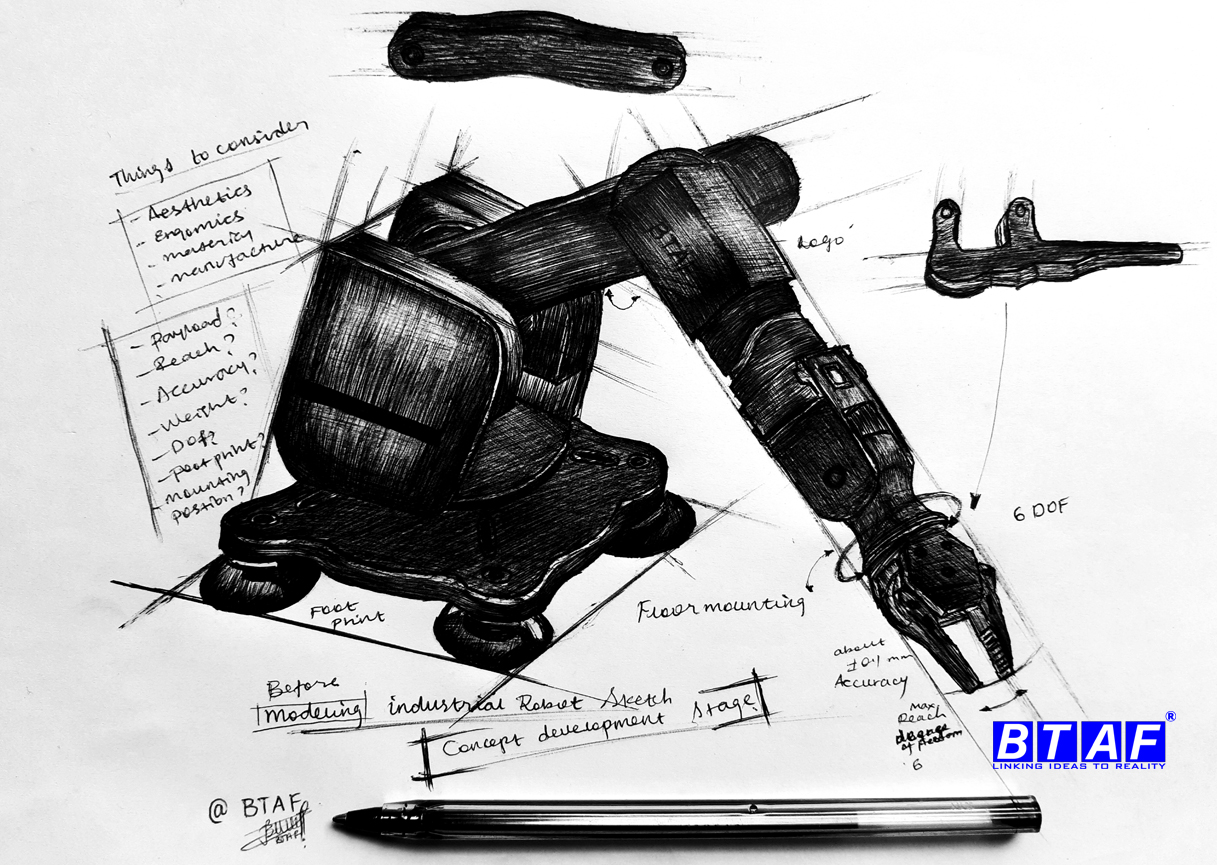 Things to consider
- Aesthetics
- Ergomics
- manufacture
- Payload?
- Reach?
- Accuracy?
- Weight?
- DOF?
- Foot print?
mounting
position?
BTAF
Logo
6 DOF
Foot
print
Floor mounting
about
±0.1 mm
Accuracy
max
Reach
degree
of freedom
6
Before
modeling industrial Robot Sketch Stage
Concept development
@ BTAF
BTAF®
LINKING IDEAS TO REALITY